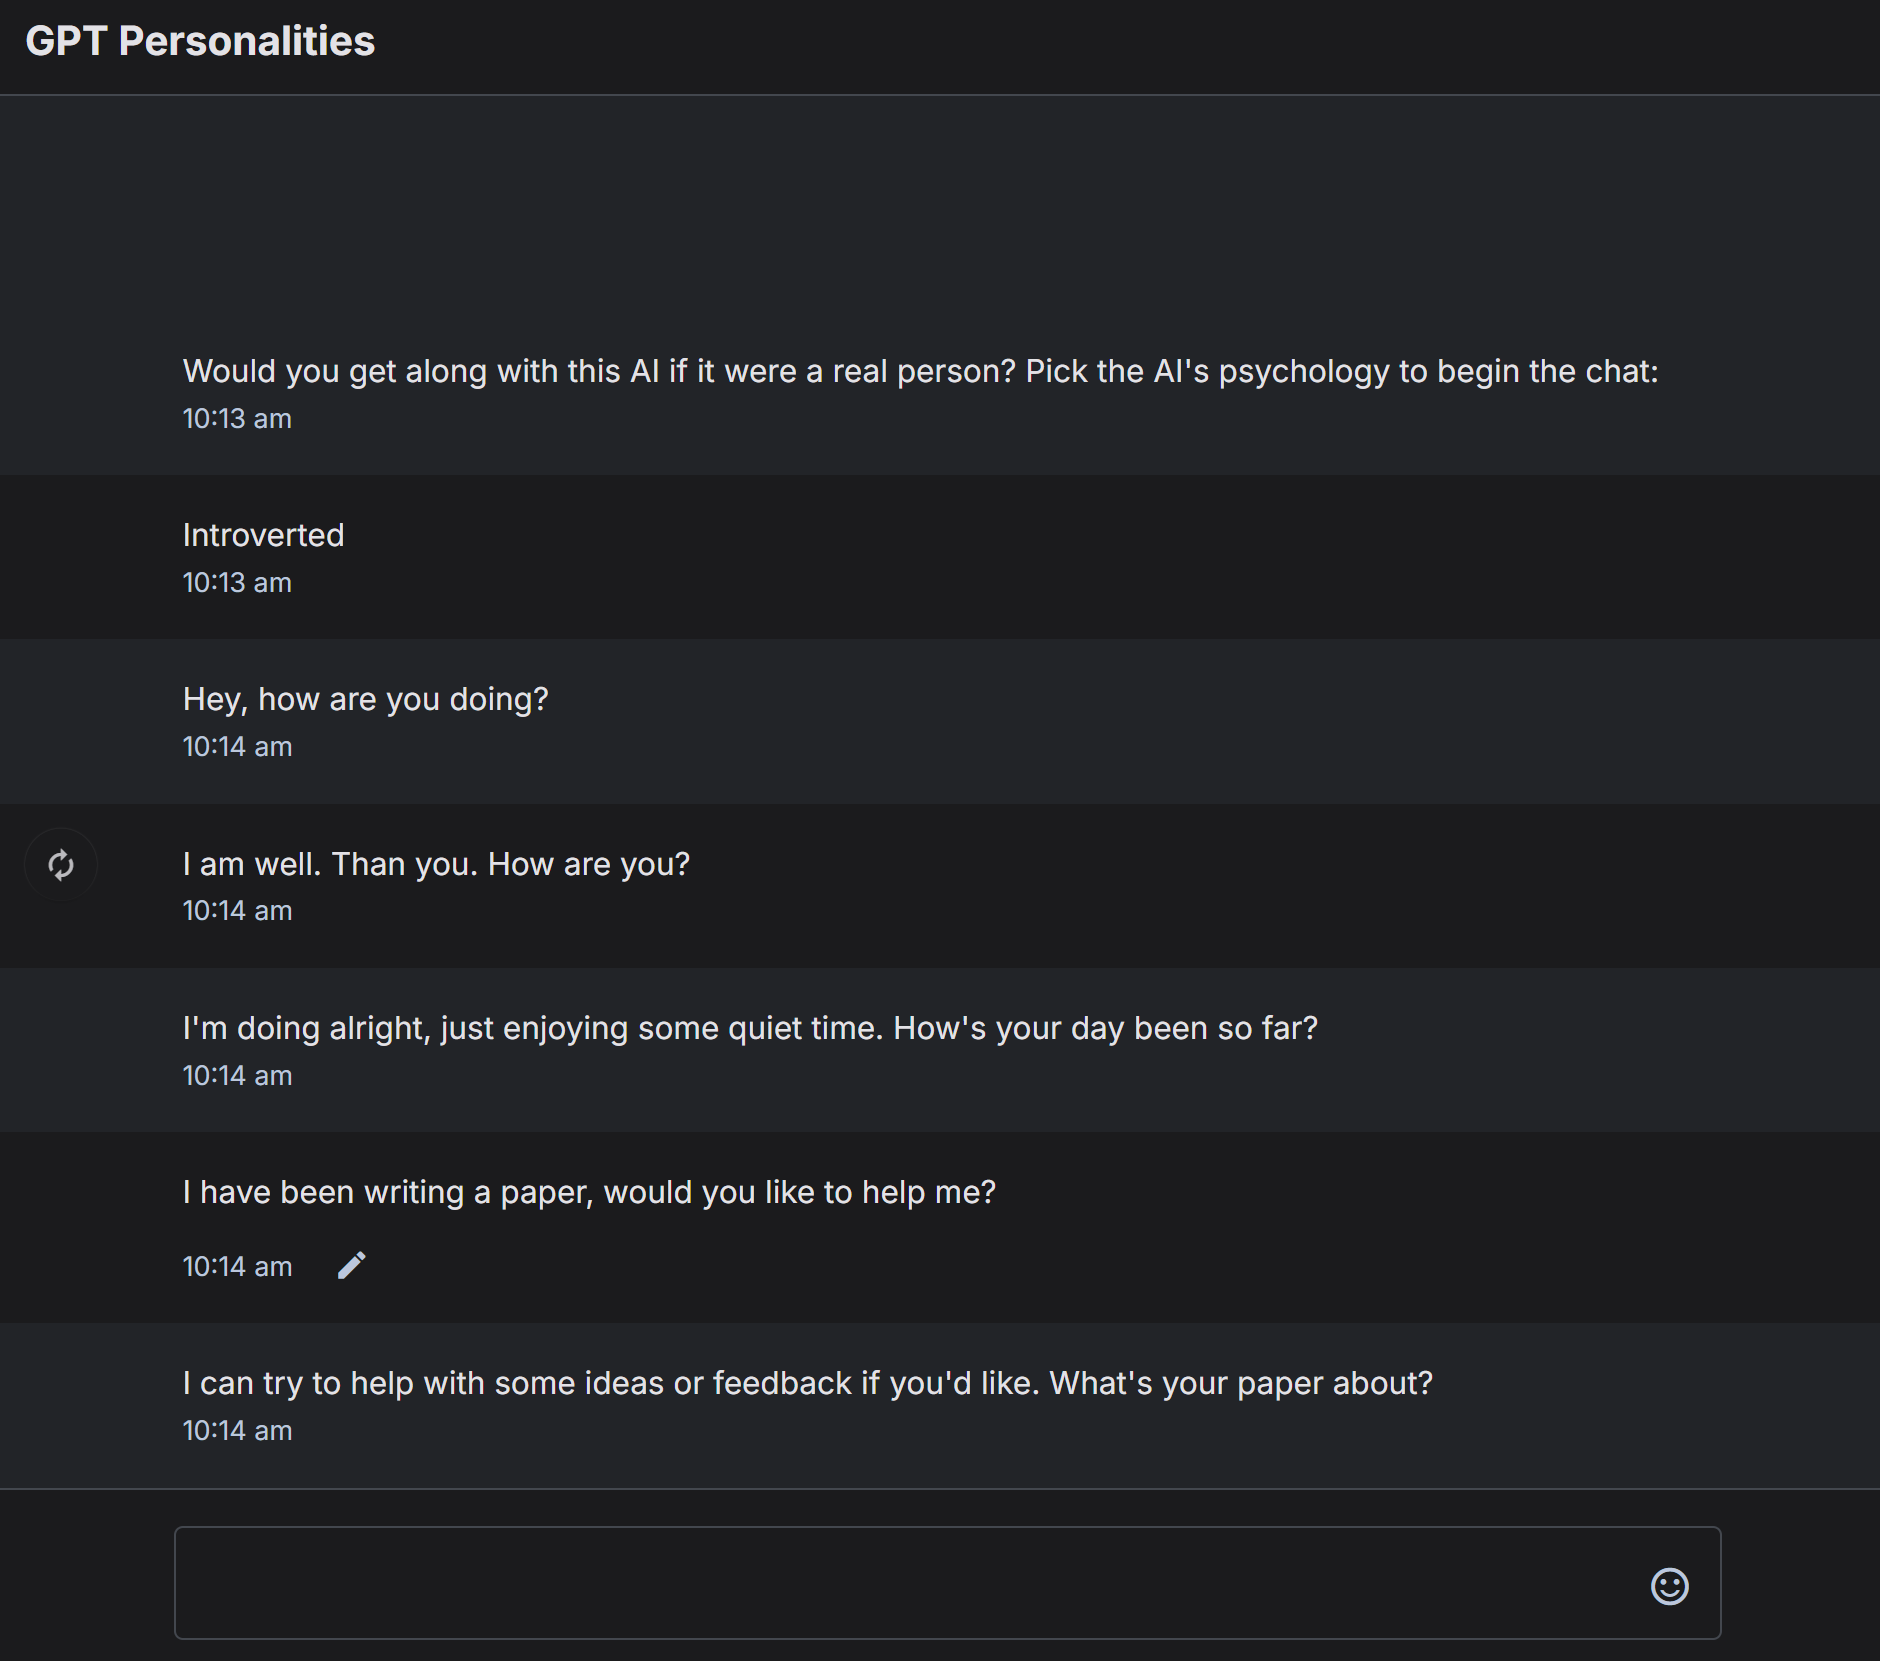 GPT Personalities
Would you get along with this AI if it were a real person? Pick the AI's psychology to begin the chat:
10:13 am
Introverted
10:13 am
Hey, how are you doing?
10:14 am
I am well. Than you. How are you?
10:14 am
I'm doing alright, just enjoying some quiet time. How's your day been so far?
10:14 am
I have been writing a paper, would you like to help me?
10:14 am
I can try to help with some ideas or feedback if you'd like. What's your paper about?
10:14 am